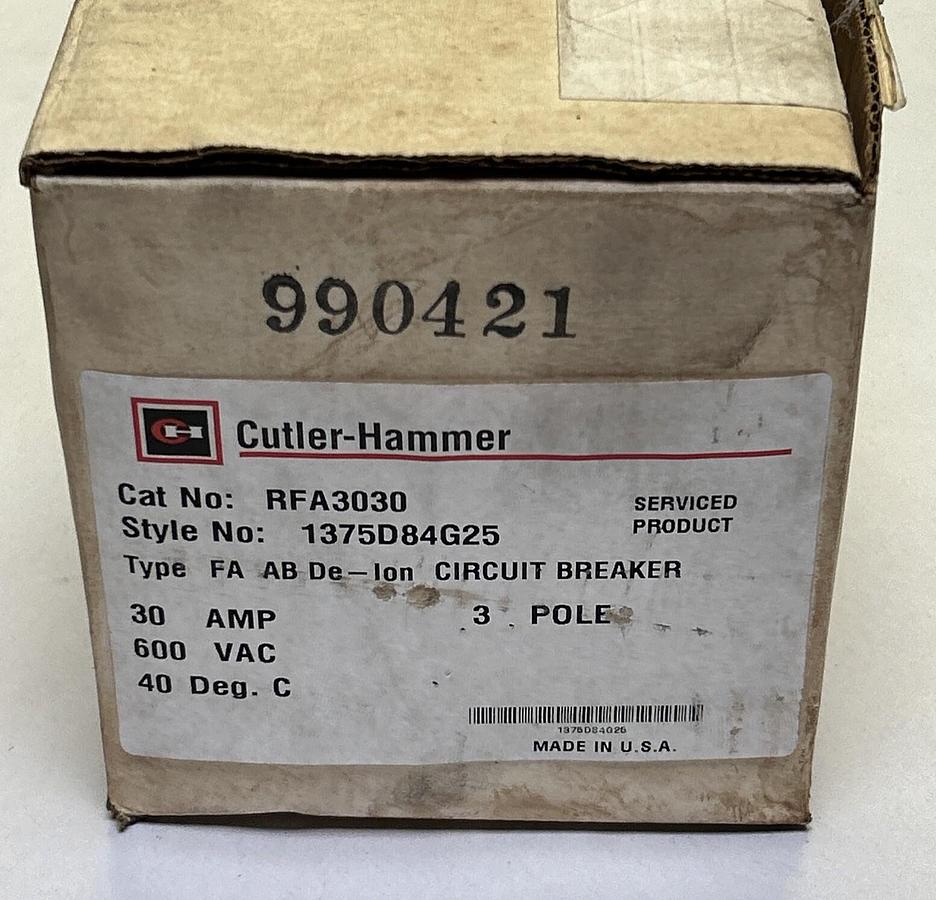 990421
CH Cutler-Hammer
Cat No: RFA3030
Style No: 1375D84G25
SERVICED
PRODUCT
Type FA AB De-Ion CIRCUIT BREAKER
30 AMP 3 POLE
600 VAC
40 Deg. C
1375D84G25
MADE IN U.S.A.